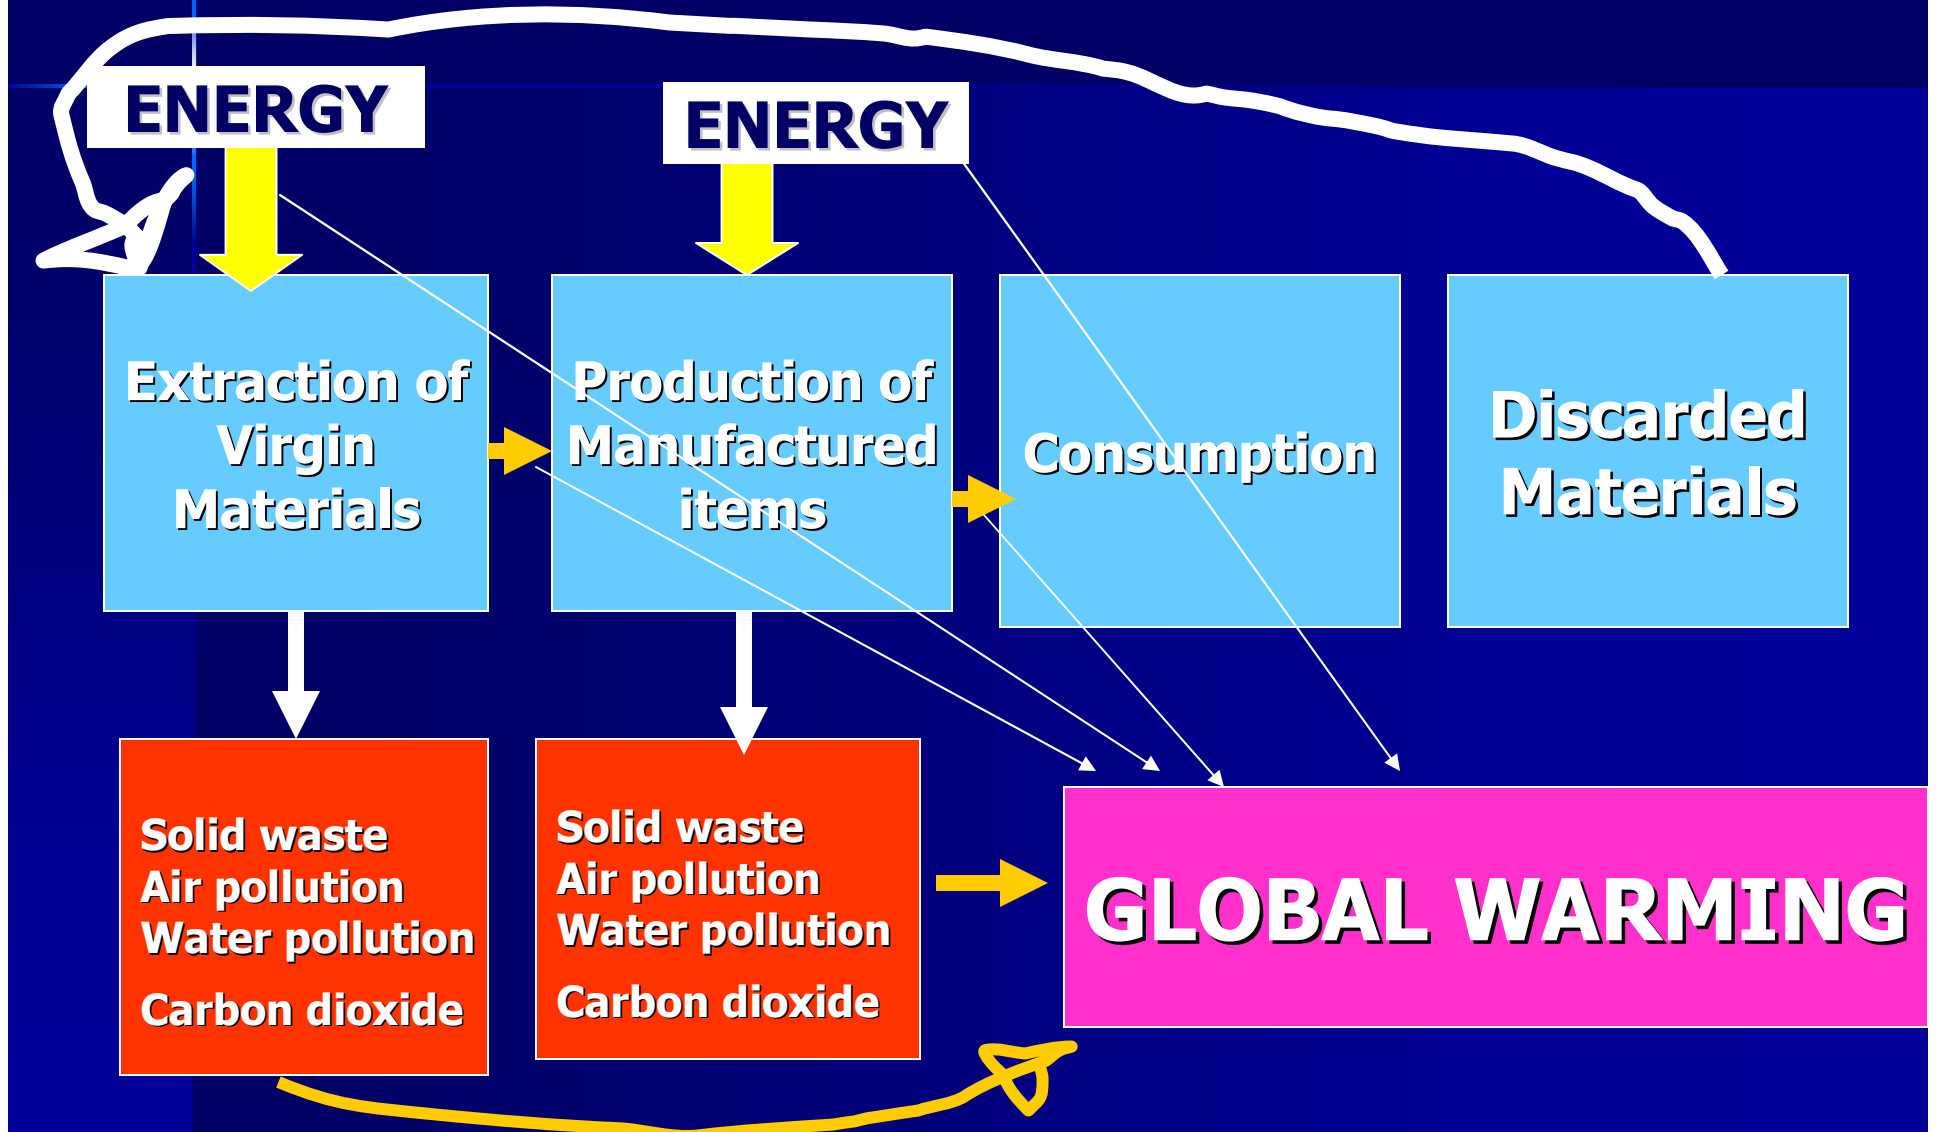 ENERGY
ENERGY
Extraction of
Virgin
Materials
Production of
Manufactured
items
Consumption
Discarded
Materials
Solid waste
Air pollution
Water pollution
Carbon dioxide
Solid waste
Air pollution
Water pollution
Carbon dioxide
GLOBAL WARMING